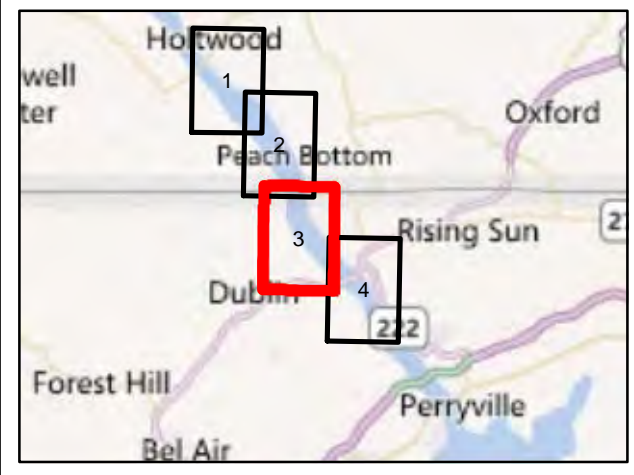 Holtwood
well
ter
1
Oxford
2
Peach Bottom
3
Rising Sun
2
Dublin
4
222
Forest Hill
Perryville
Bel Air